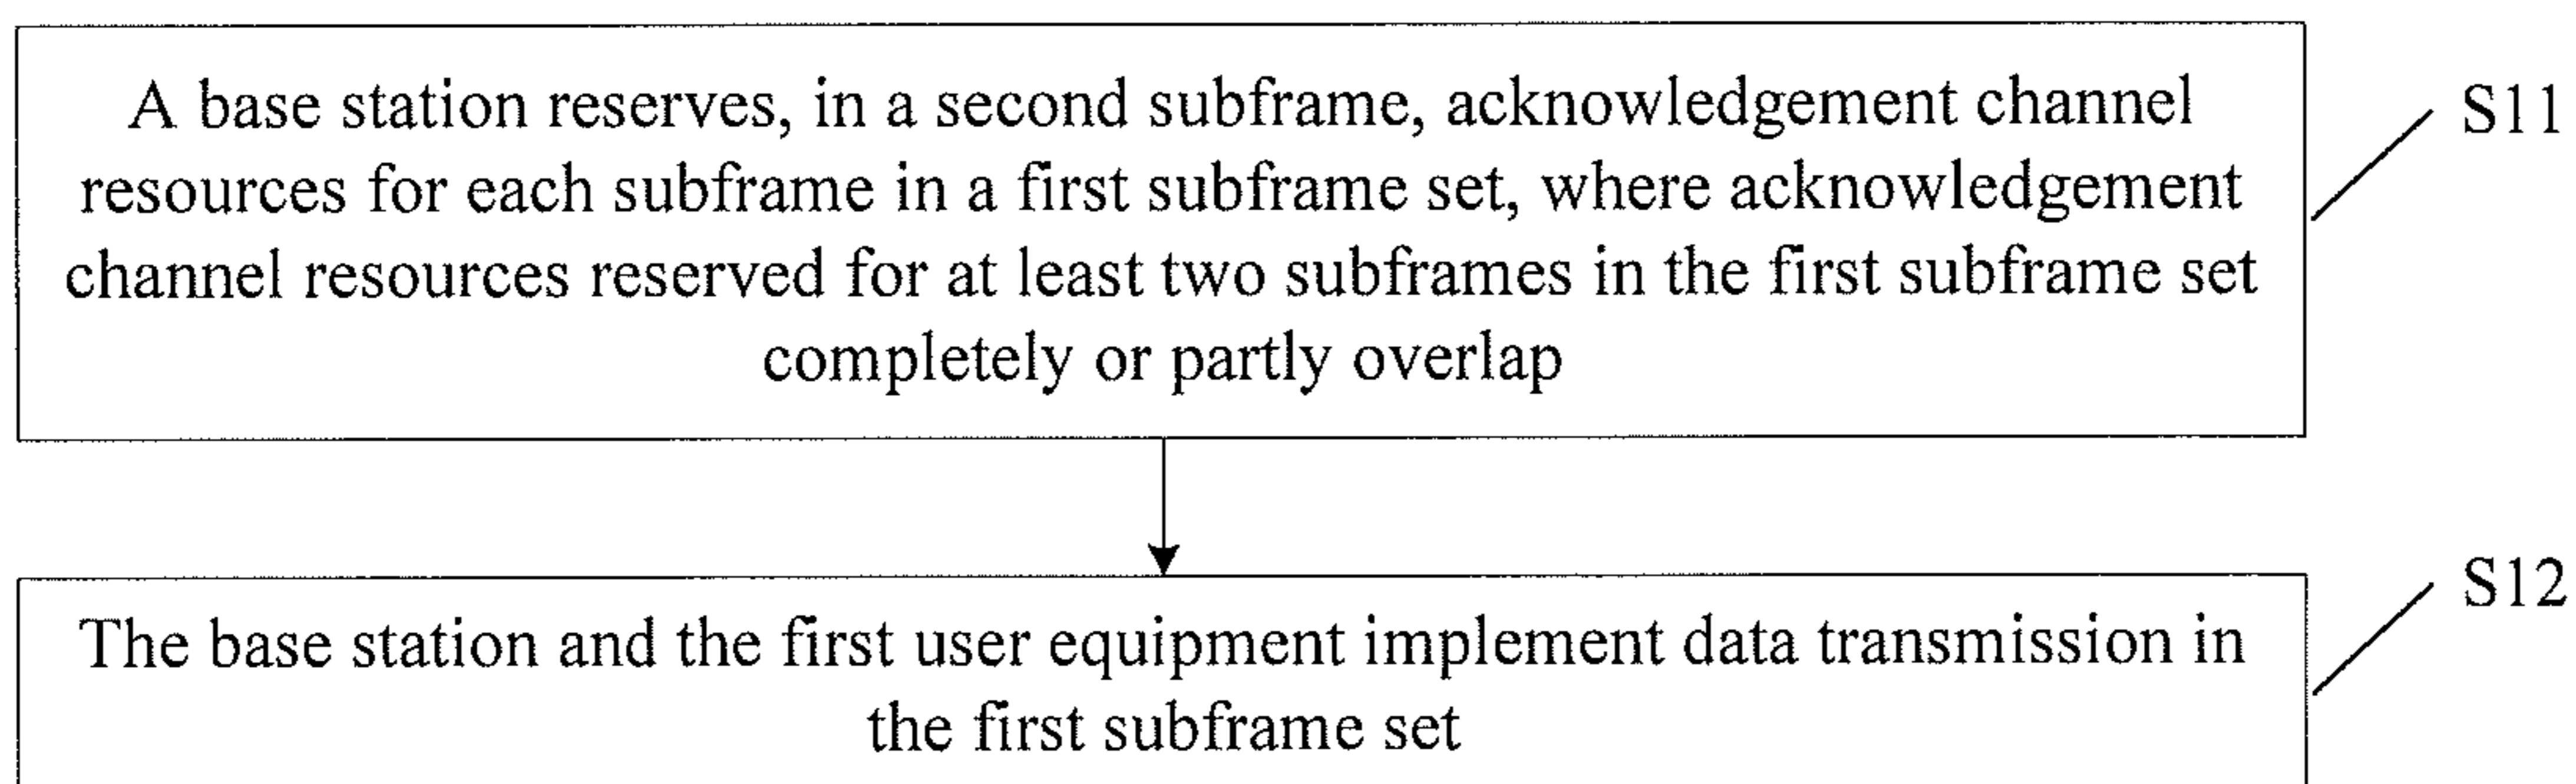 A base station reserves, in a second subframe, acknowledgement channel
resources for each subframe in a first subframe set, where acknowledgement
channel resources reserved for at least two subframes in the first subframe set
completely or partly overlap
S11
The base station and the first user equipment implement data transmission in
the first subframe set
S12